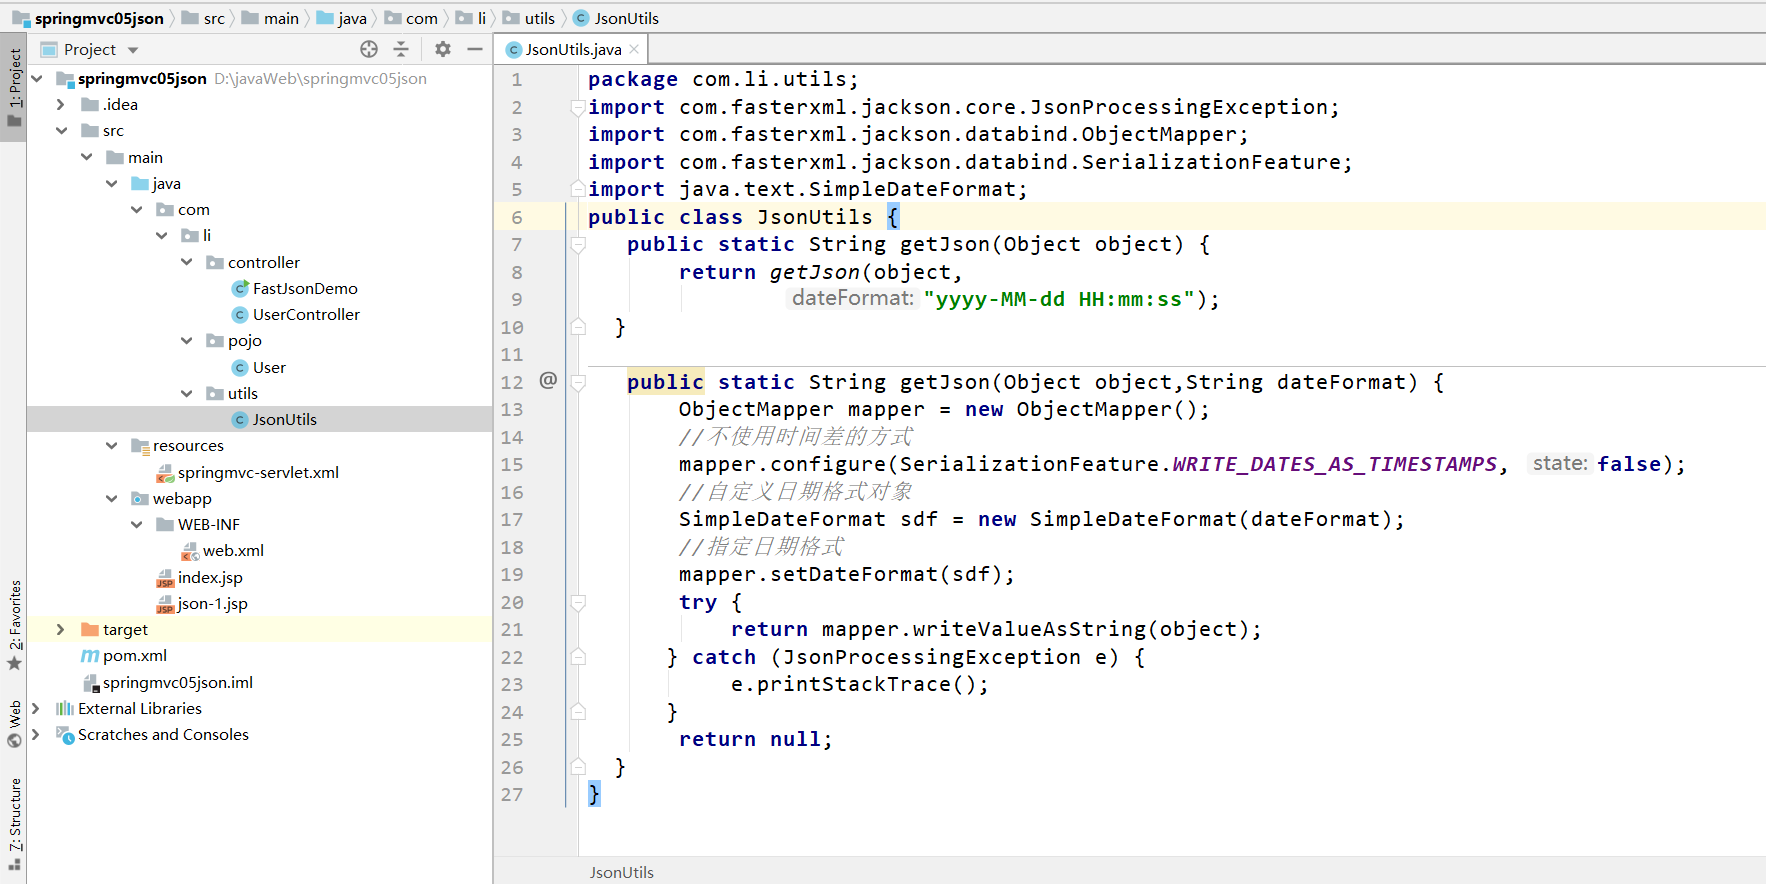 springmvc05json src main java com li utils JsonUtils
Project
JsonUtils.java
1: Project
springmvc05json D:\javaWeb\springmvc05json
.idea
src
main
java
com
li
controller
FastJsonDemo
UserController
pojo
User
utils
JsonUtils
resources
springmvc-servlet.xml
webapp
WEB-INF
web.xml
index.jsp
json-1.jsp
target
pom.xml
springmvc05json.iml
External Libraries
Scratches and Consoles
2: Favorites
Web
7: Structure
1 package com.li.utils;
2 import com.fasterxml.jackson.core.JsonProcessingException;
3 import com.fasterxml.jackson.databind.ObjectMapper;
4 import com.fasterxml.jackson.databind.SerializationFeature;
5 import java.text.SimpleDateFormat;
6 public class JsonUtils {
7 public static String getJson(Object object) {
8 return getJson(object,
9 dateFormat: "yyyy-MM-dd HH:mm:ss");
10 }
11
12 @ public static String getJson(Object object,String dateFormat) {
13 ObjectMapper mapper = new ObjectMapper();
14 //不使用时间差的方式
15 mapper.configure(SerializationFeature.WRITE_DATES_AS_TIMESTAMPS, state: false);
16 //自定义日期格式对象
17 SimpleDateFormat sdf = new SimpleDateFormat(dateFormat);
18 //指定日期格式
19 mapper.setDateFormat(sdf);
20 try {
21 return mapper.writeValueAsString(object);
22 } catch (JsonProcessingException e) {
23 e.printStackTrace();
24 }
25 return null;
26 }
27 }
JsonUtils